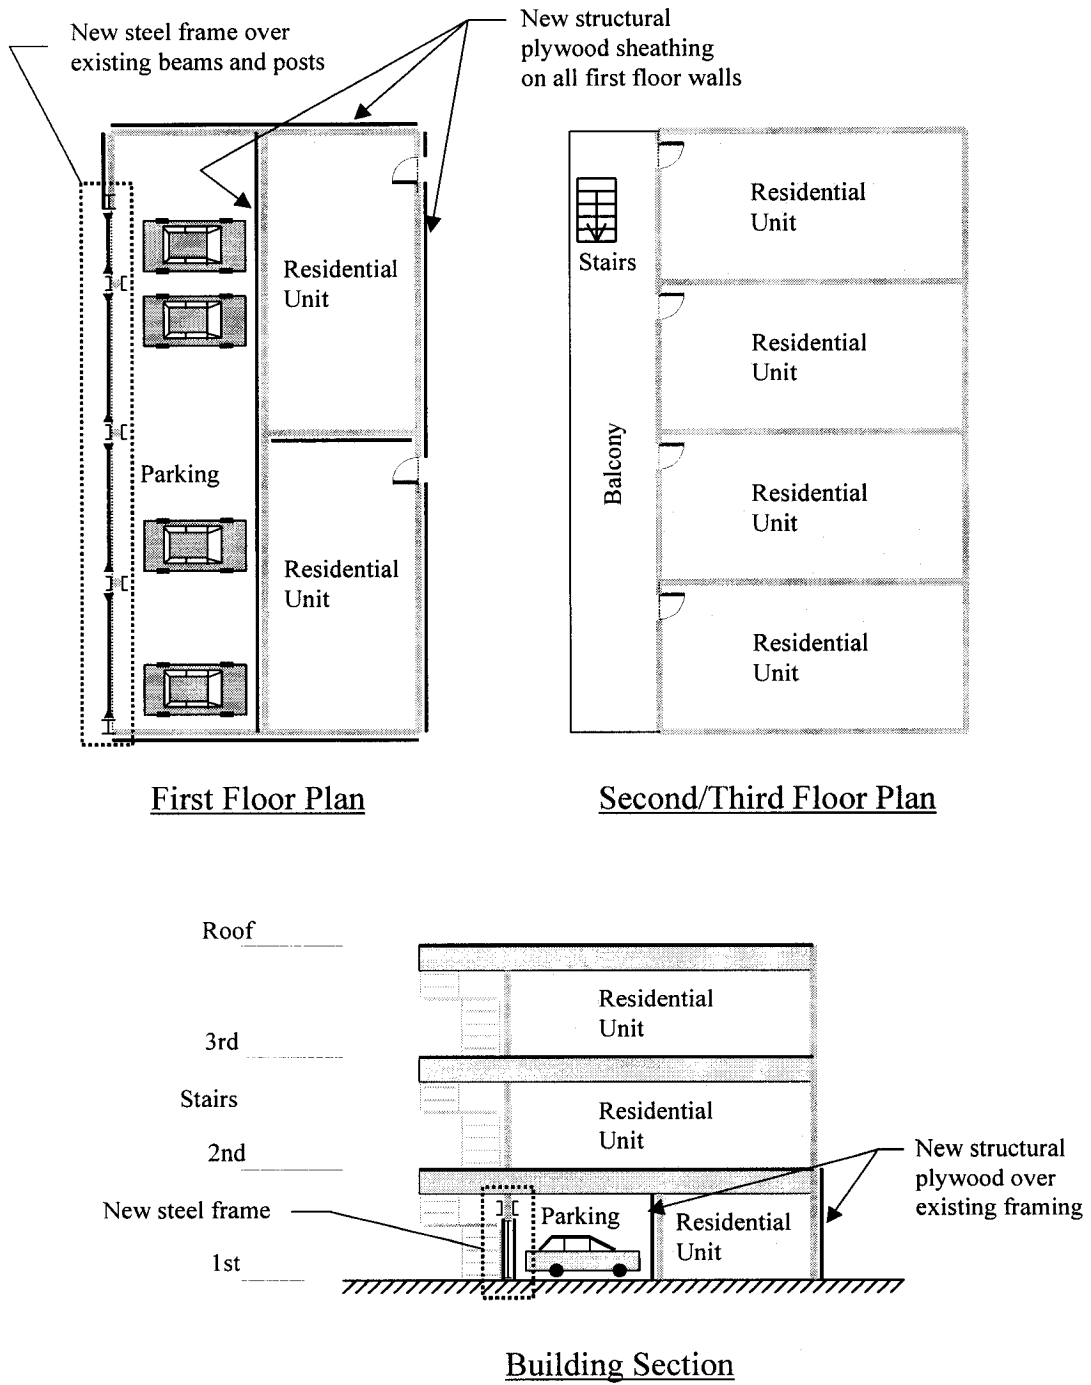 New steel frame over
existing beams and posts
New structural
plywood sheathing
on all first floor walls
Residential
Unit
Parking
Residential
Unit
First Floor Plan
Stairs
Balcony
Residential
Unit
Residential
Unit
Residential
Unit
Residential
Unit
Second/Third Floor Plan
Roof
3rd
Stairs
2nd
New steel frame
1st
Residential
Unit
Residential
Unit
Parking
Residential
Unit
New structural
plywood over
existing framing
Building Section